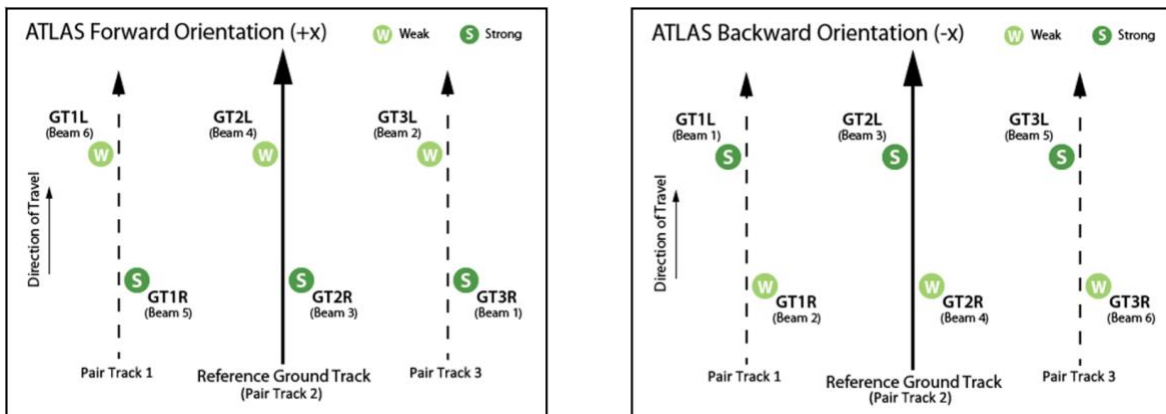 ATLAS Forward Orientation (+x)
W Weak
S Strong
GT1L
(Beam 6)
W
GT2L
(Beam 4)
W
GT3L
(Beam 2)
W
Direction of Travel
S
GT1R
(Beam 5)
S
GT2R
(Beam 3)
S
GT3R
(Beam 1)
Pair Track 1
Reference Ground Track
(Pair Track 2)
Pair Track 3
ATLAS Backward Orientation (-x)
W Weak
S Strong
GT1L
(Beam 1)
S
GT2L
(Beam 3)
S
GT3L
(Beam 5)
S
Direction of Travel
W
GT1R
(Beam 2)
W
GT2R
(Beam 4)
W
GT3R
(Beam 6)
Pair Track 1
Reference Ground Track
(Pair Track 2)
Pair Track 3